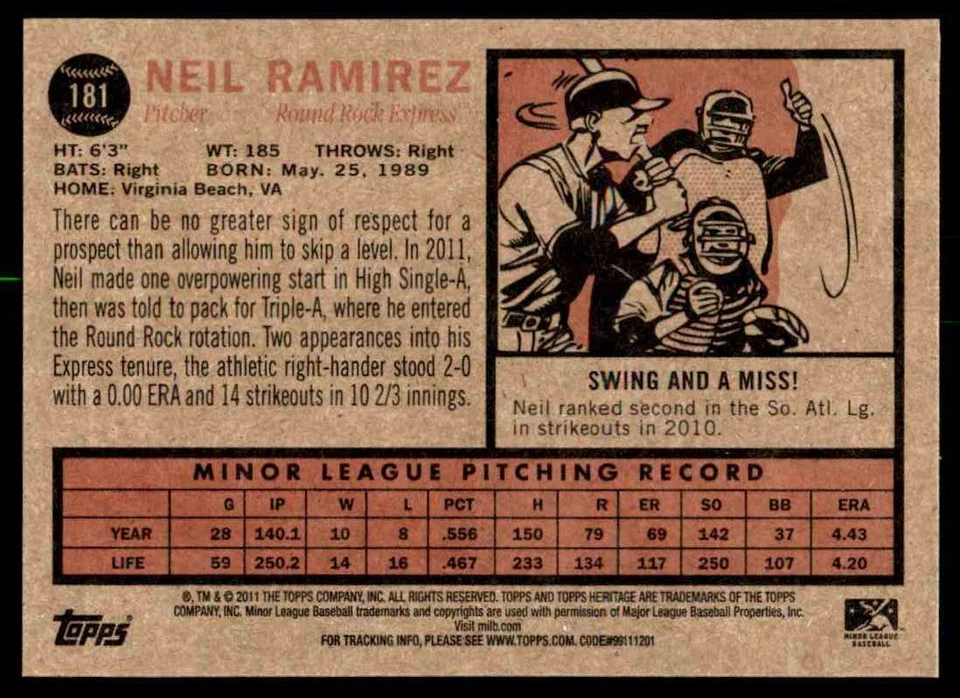 181
NEIL RAMIREZ
Pitcher Round Rock Express
HT: 6'3" WT: 185 THROWS: Right
BATS: Right BORN: May. 25, 1989
HOME: Virginia Beach, VA
There can be no greater sign of respect for a
prospect than allowing him to skip a level. In 2011,
Neil made one overpowering start in High Single-A,
then was told to pack for Triple-A, where he entered
the Round Rock rotation. Two appearances into his
Express tenure, the athletic right-hander stood 2-0
with a 0.00 ERA and 14 strikeouts in 10 2/3 innings.
SWING AND A MISS!
Neil ranked second in the So. Atl. Lg.
in strikeouts in 2010.
MINOR LEAGUE PITCHING RECORD
G IP W L PCT H R ER SO BB ERA
YEAR 28 140.1 10 8 .556 150 79 69 142 37 4.43
LIFE 59 250.2 14 16 .467 233 134 117 250 107 4.20
®, TM & © 2011 THE TOPPS COMPANY, INC. ALL RIGHTS RESERVED. TOPPS AND TOPPS HERITAGE ARE TRADEMARKS OF THE TOPPS
COMPANY, INC. Minor League Baseball trademarks and copyrights are used with permission of Major League Baseball Properties, Inc.
Visit milb.com
FOR TRACKING INFO, PLEASE SEE WWW.TOPPS.COM. CODE#99111201
TOPPS®
MINOR LEAGUE
BASEBALL